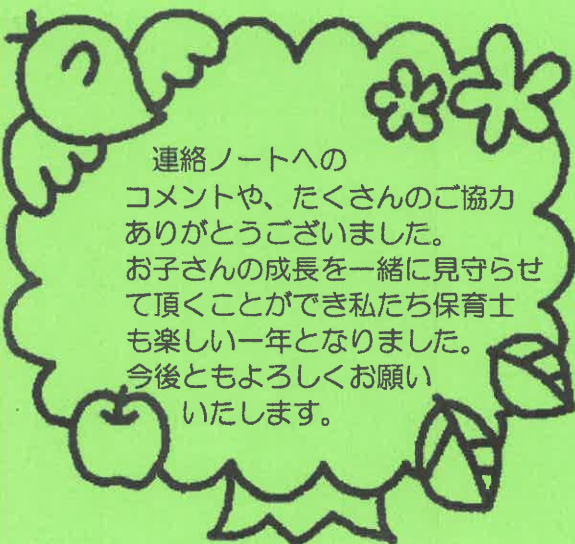 連絡ノートへの
コメントや、たくさんのご協力
ありがとうございました。
お子さんの成長を一緒に見守らせ
て頂くことができ私たち保育士
も楽しい一年となりました。
今後ともよろしくお願い
いたします。